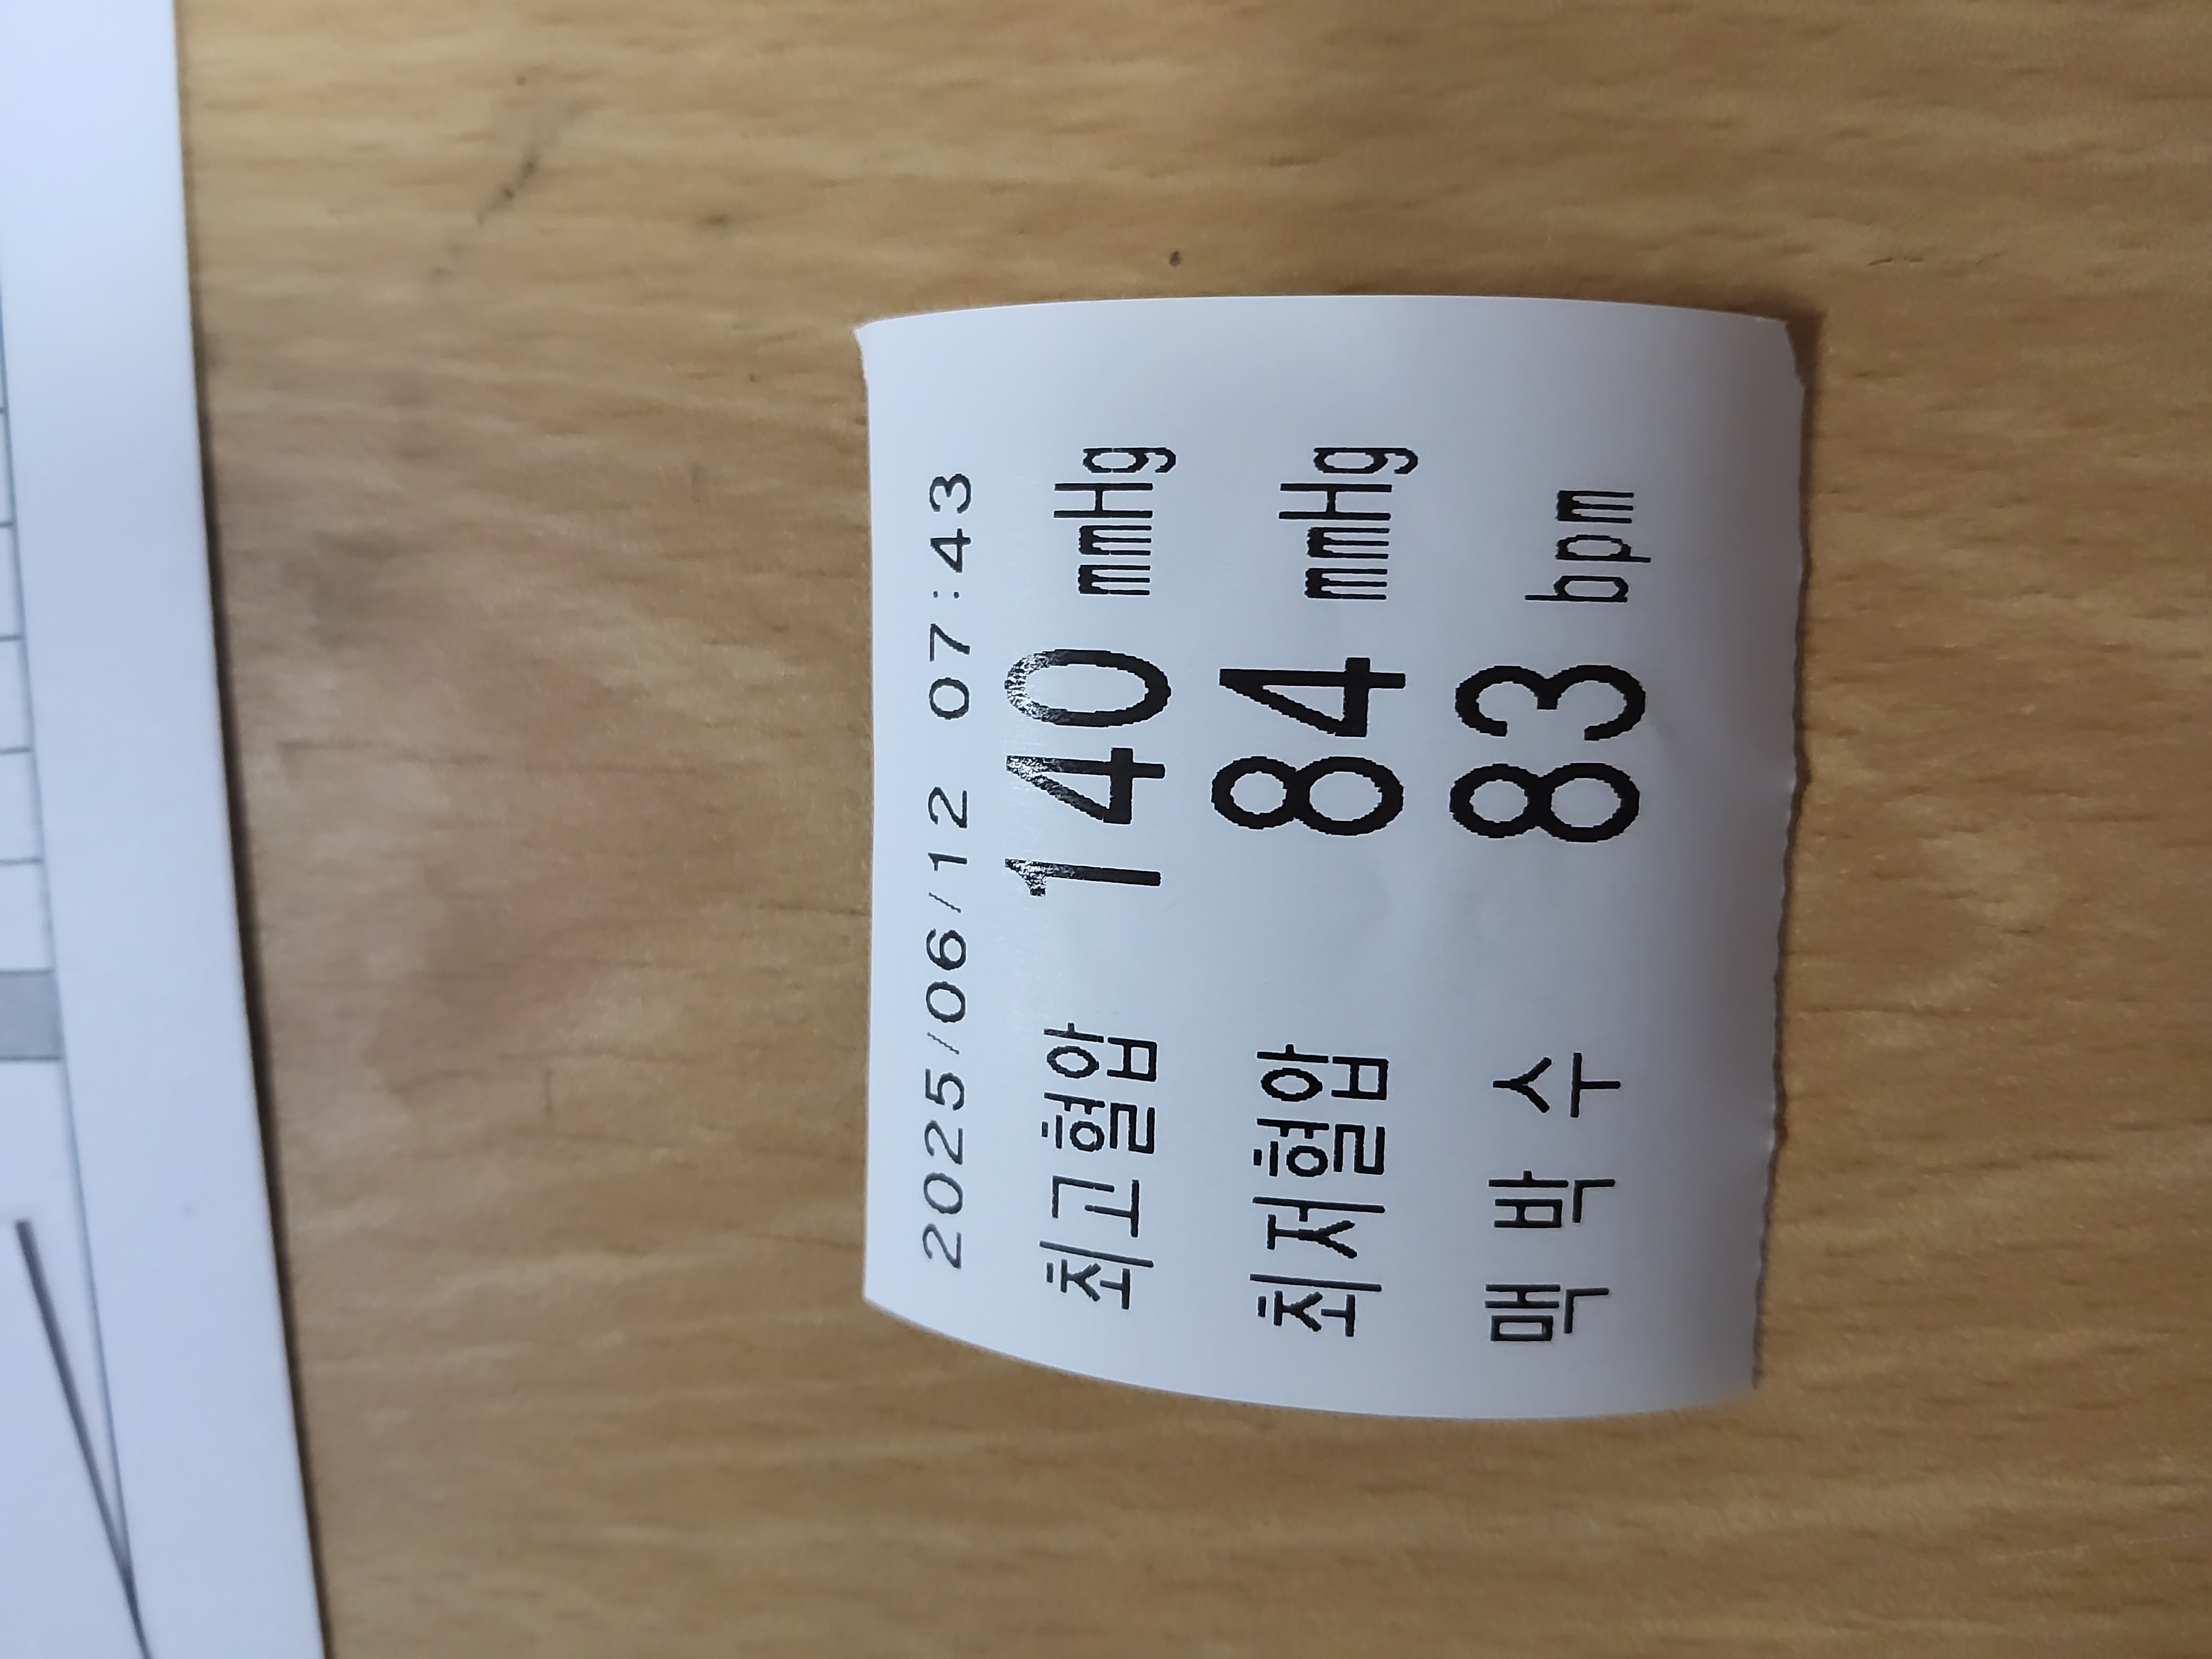 2025/06/12 07:43
최고혈압 140 mmHg
최저혈압 84 mmHg
맥 박 수 83 bpm